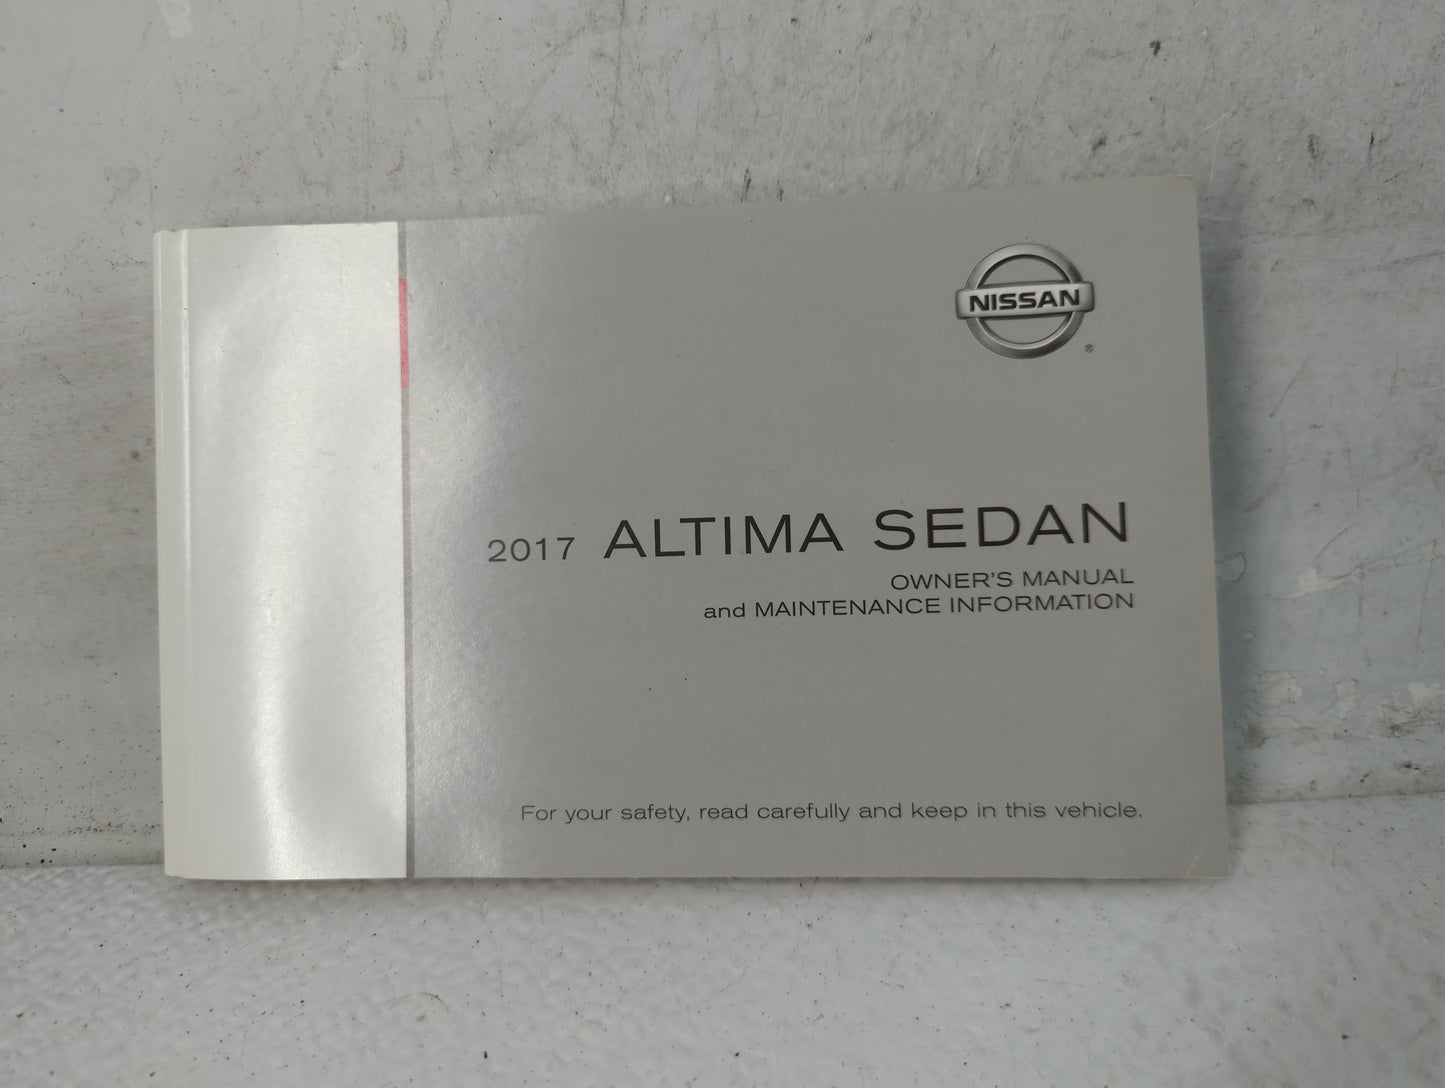 NISSAN
®
2017 ALTIMA SEDAN
OWNER'S MANUAL
and MAINTENANCE INFORMATION
For your safety, read carefully and keep in this vehicle.